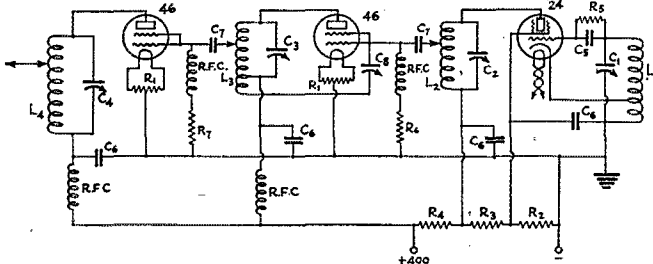 46
46
24
C7
C7
R5
C3
C5
C1
R1
R.F.C.
L3
R1
C8
R.F.C
L2
C2
L
C4
L4
R7
C6
R6
C6
C6
C6
R.F.C
R.F.C
R4
R3
R2
+400
−